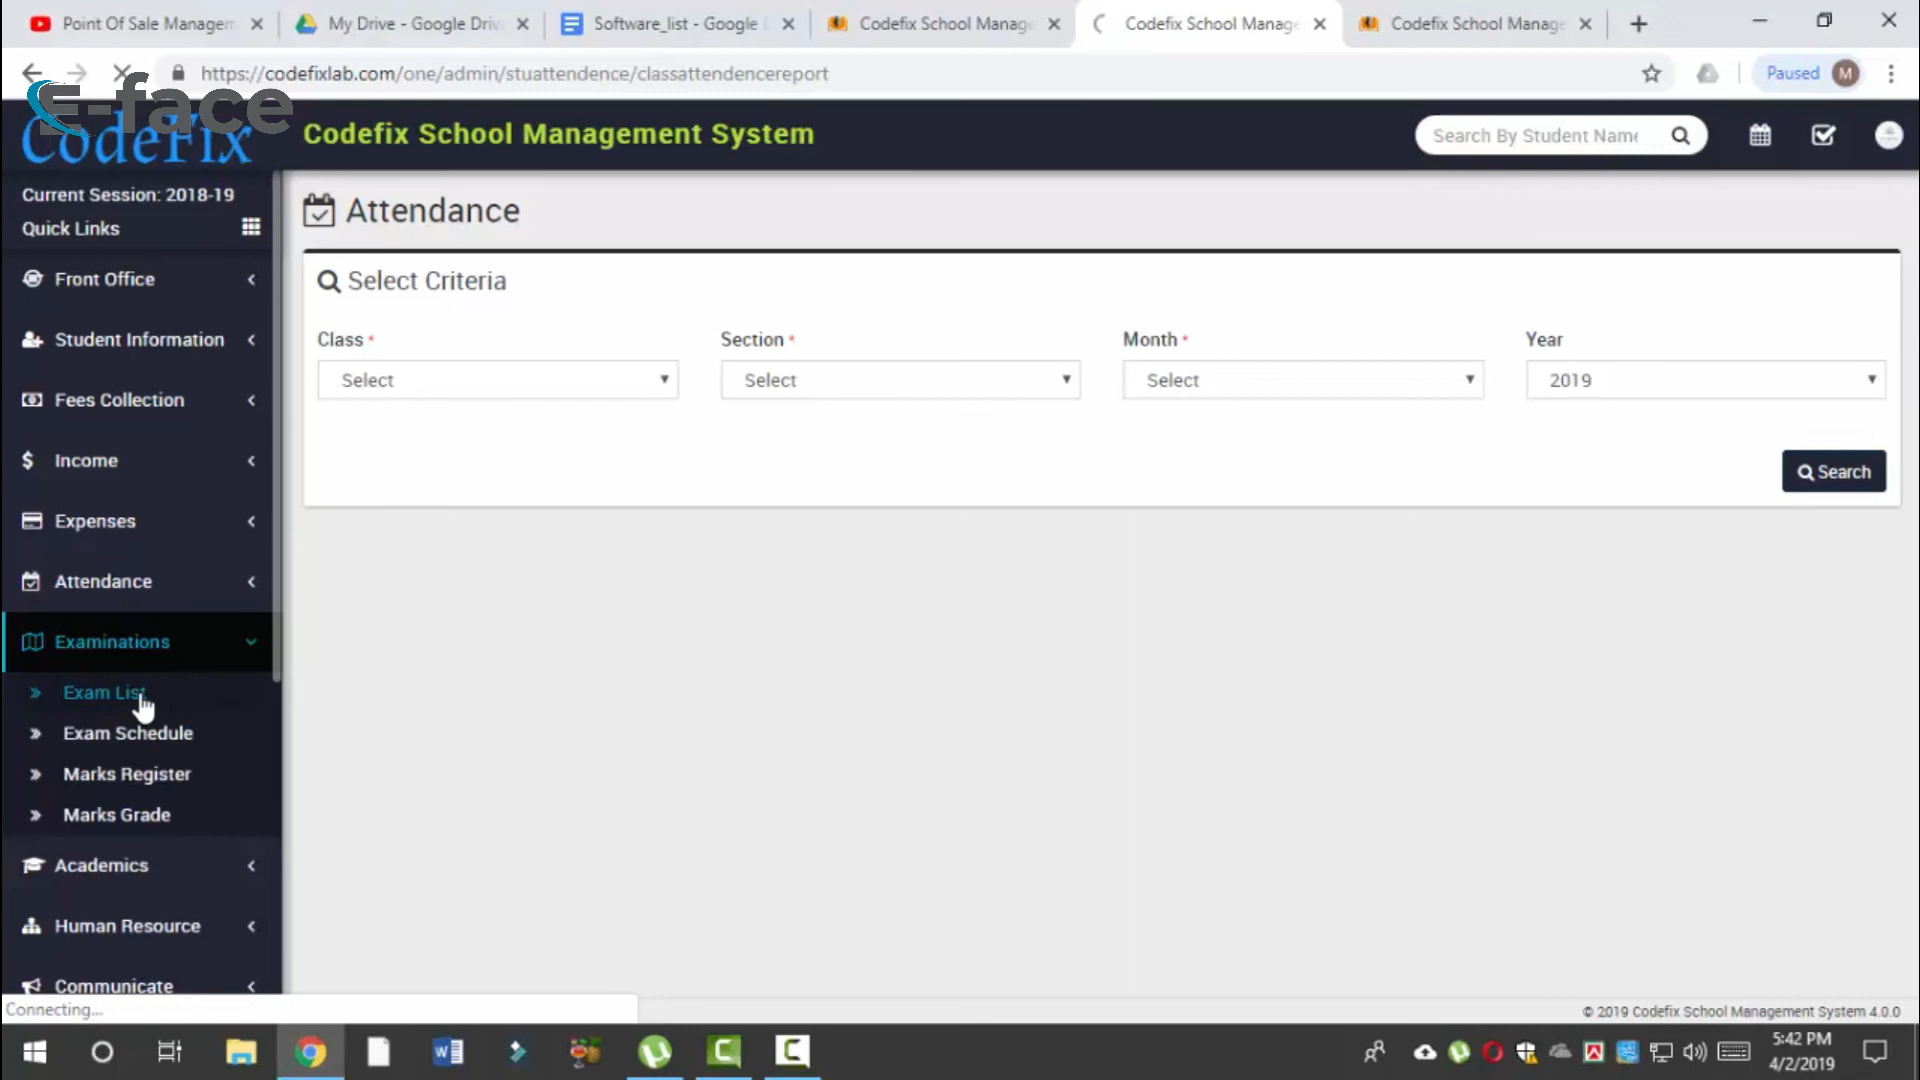 Point Of Sale Managem
My Drive - Google Driv
Software_list - Google
Codefix School Manage
Codefix School Manage
Codefix School Manage
https://codefixlab.com/one/admin/stuattendence/classattendencereport
Paused
M
E-face
CodeFix
Codefix School Management System
Search By Student Name
Current Session: 2018-19
Quick Links
Front Office
Student Information
Fees Collection
Income
Expenses
Attendance
Examinations
Exam List
Exam Schedule
Marks Register
Marks Grade
Academics
Human Resource
Communicate
Attendance
Select Criteria
Class *
Section *
Month *
Year
Select
Select
Select
2019
Search
Connecting...
© 2019 Codefix School Management System 4.0.0
5:42 PM
4/2/2019